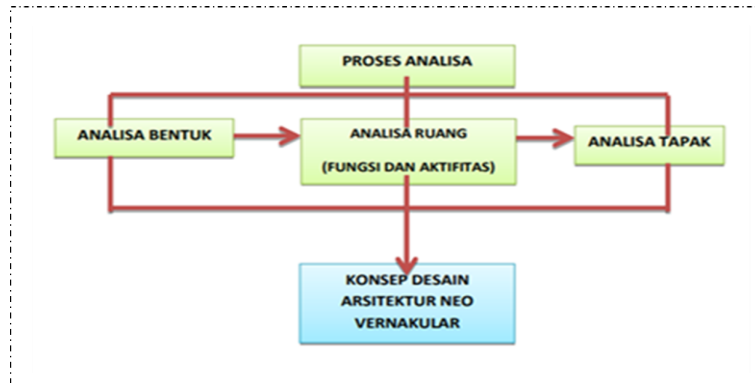 PROSES ANALISA
ANALISA BENTUK
ANALISA RUANG
(FUNGSI DAN AKTIFITAS)
ANALISA TAPAK
KONSEP DESAIN
ARSITEKTUR NEO
VERNAKULAR